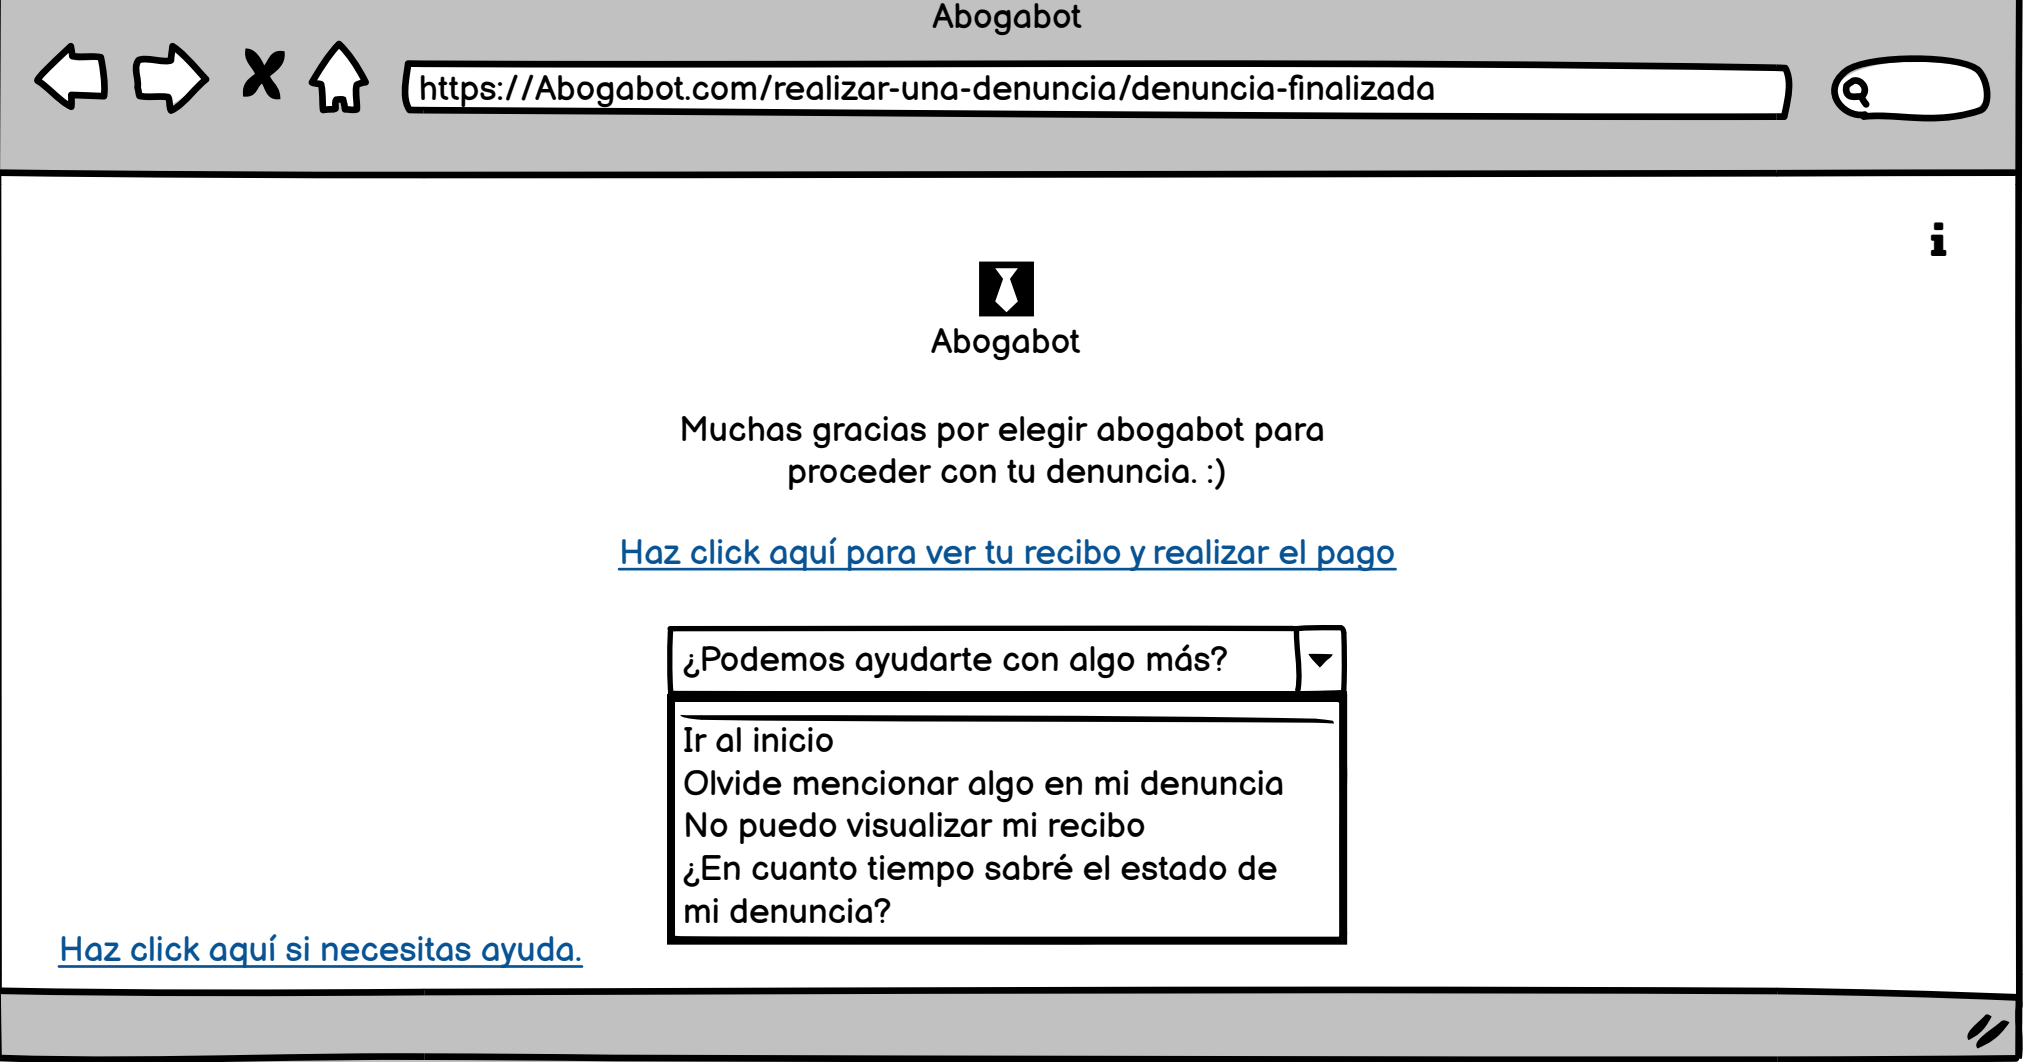 Abogabot
https://Abogabot.com/realizar-una-denuncia/denuncia-finalizada
Abogabot
Muchas gracias por elegir abogabot para
proceder con tu denuncia. :)
Haz click aquí para ver tu recibo y realizar el pago
¿Podemos ayudarte con algo más?
Ir al inicio
Olvide mencionar algo en mi denuncia
No puedo visualizar mi recibo
¿En cuanto tiempo sabré el estado de
mi denuncia?
Haz click aquí si necesitas ayuda.